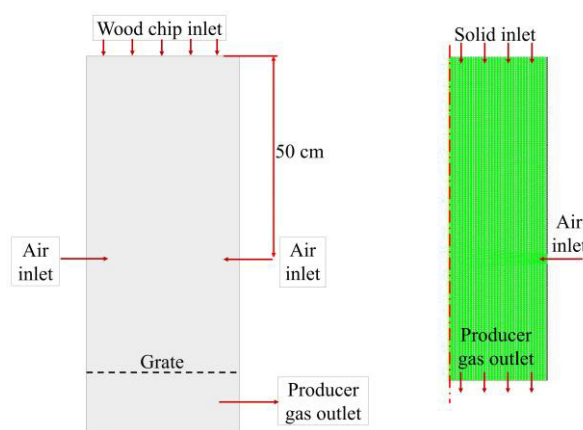 Wood chip inlet
50 cm
Air
inlet
Air
inlet
Grate
Producer
gas outlet
Solid inlet
Air
inlet
Producer
gas outlet